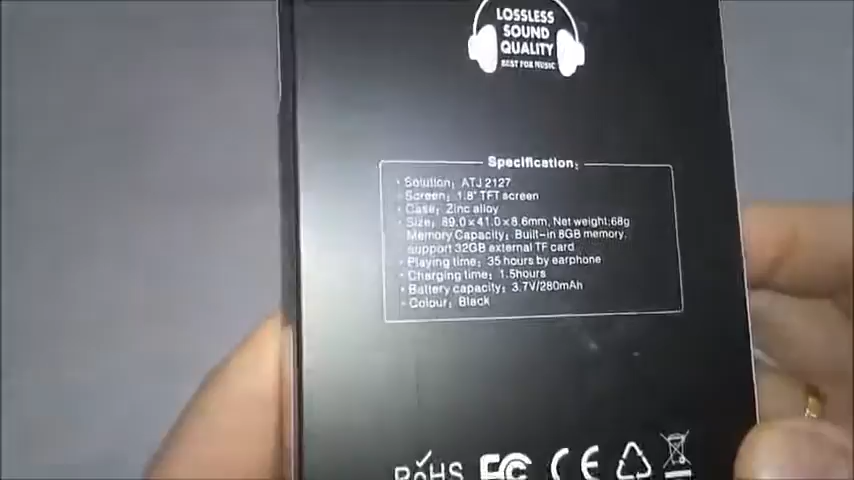 LOSSLESS
SOUND
QUALITY
BEST FOR MUSIC
Specification:
· Solution: ATJ 2127
· Screen: 1.8" TFT screen
· Case: Zinc alloy
· Size: 89.0×41.0×8.6mm, Net weight:68g
Memory Capacity: Built-in 8GB memory,
support 32GB external TF card
· Playing time: 35 hours by earphone
· Charging time: 1.5hours
· Battery capacity: 3.7V/280mAh
· Colour: Black
RoHS FC CE